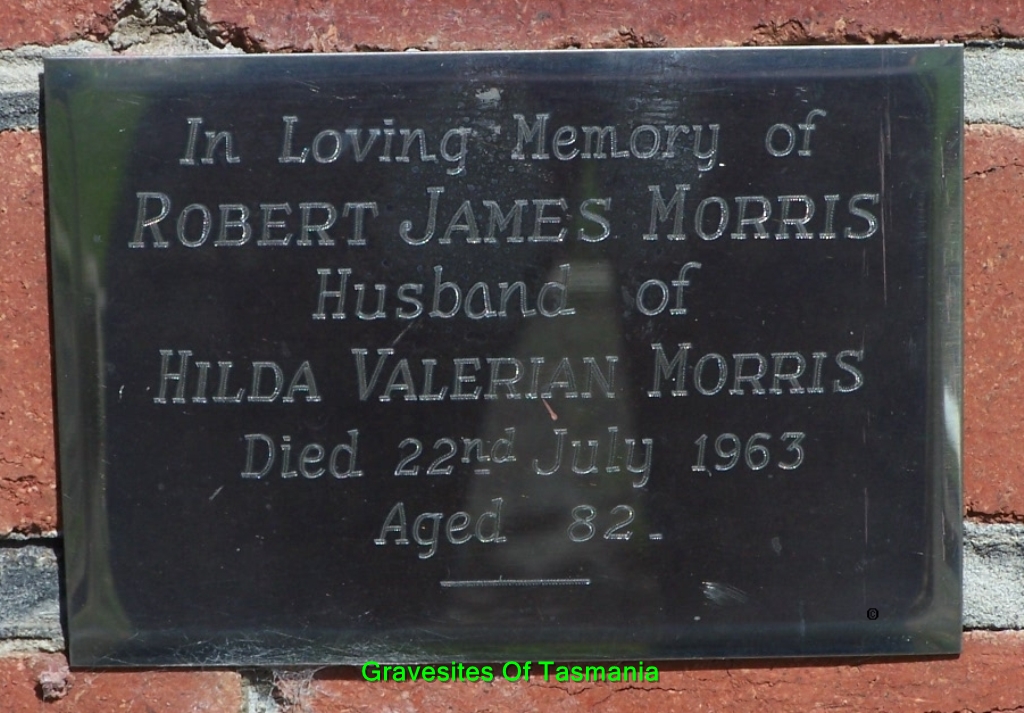 In Loving Memory of
ROBERT JAMES MORRIS
Husband of
HILDA VALERIAN MORRIS
Died 22nd July 1963
Aged 82.
Gravesites Of Tasmania